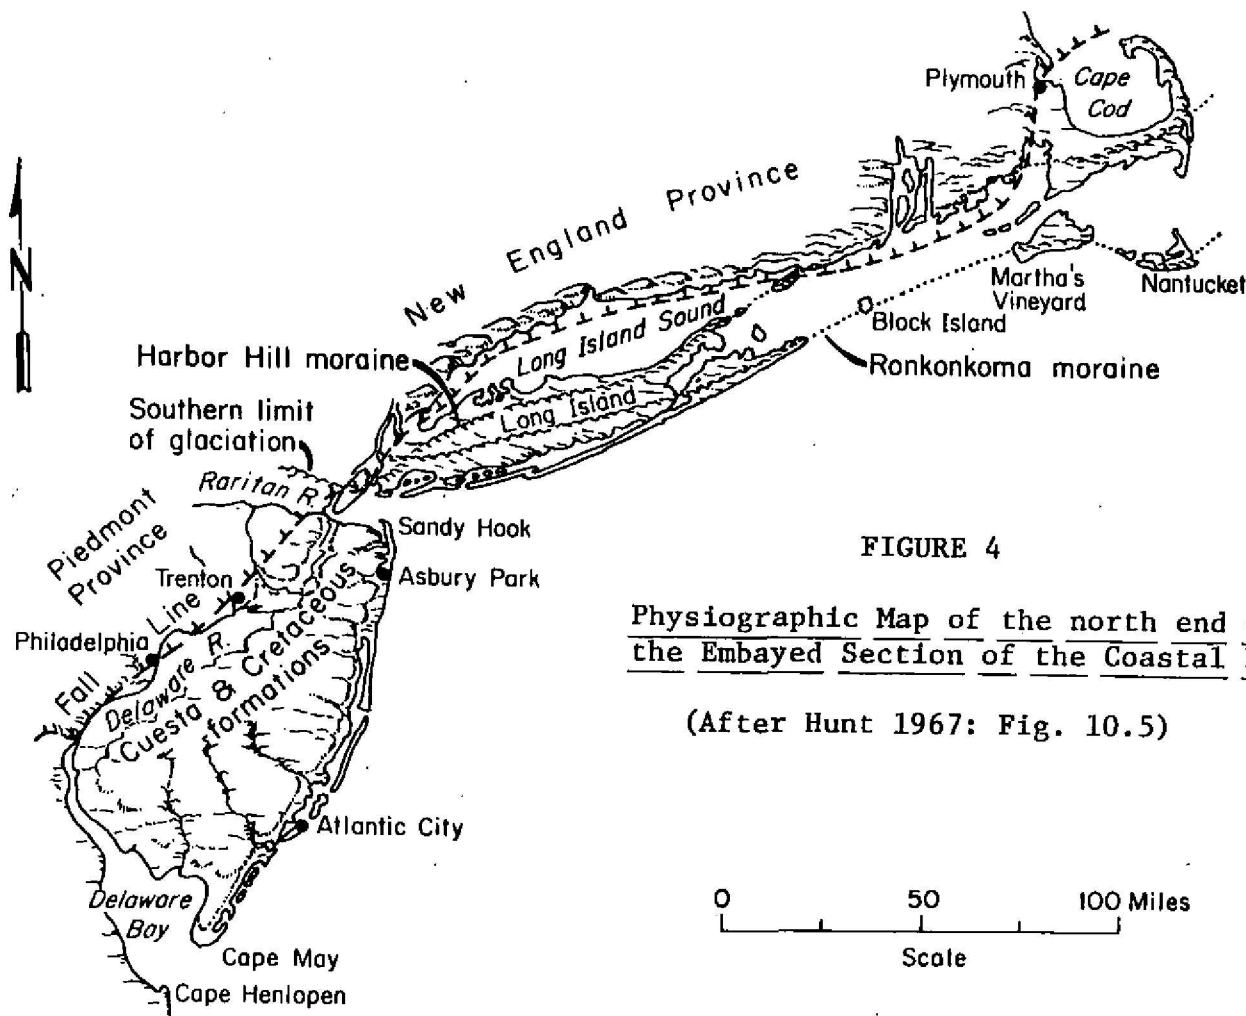 Plymouth
Cape
Cod
New England Province
N
Martha's
Vineyard
Nantucket
Block Island
Long Island Sound
Harbor Hill moraine
Ronkonkoma moraine
Long Island
Southern limit
of glaciation
Raritan R.
Piedmont
Province
Sandy Hook
Trenton
Asbury Park
Fall Line
Philadelphia
Delaware R.
Cuesta & Cretaceous
formations
Atlantic City
Delaware
Bay
Cape May
Cape Henlopen
FIGURE 4
Physiographic Map of the north end
the Embayed Section of the Coastal
(After Hunt 1967: Fig. 10.5)
0 50 100 Miles
Scale